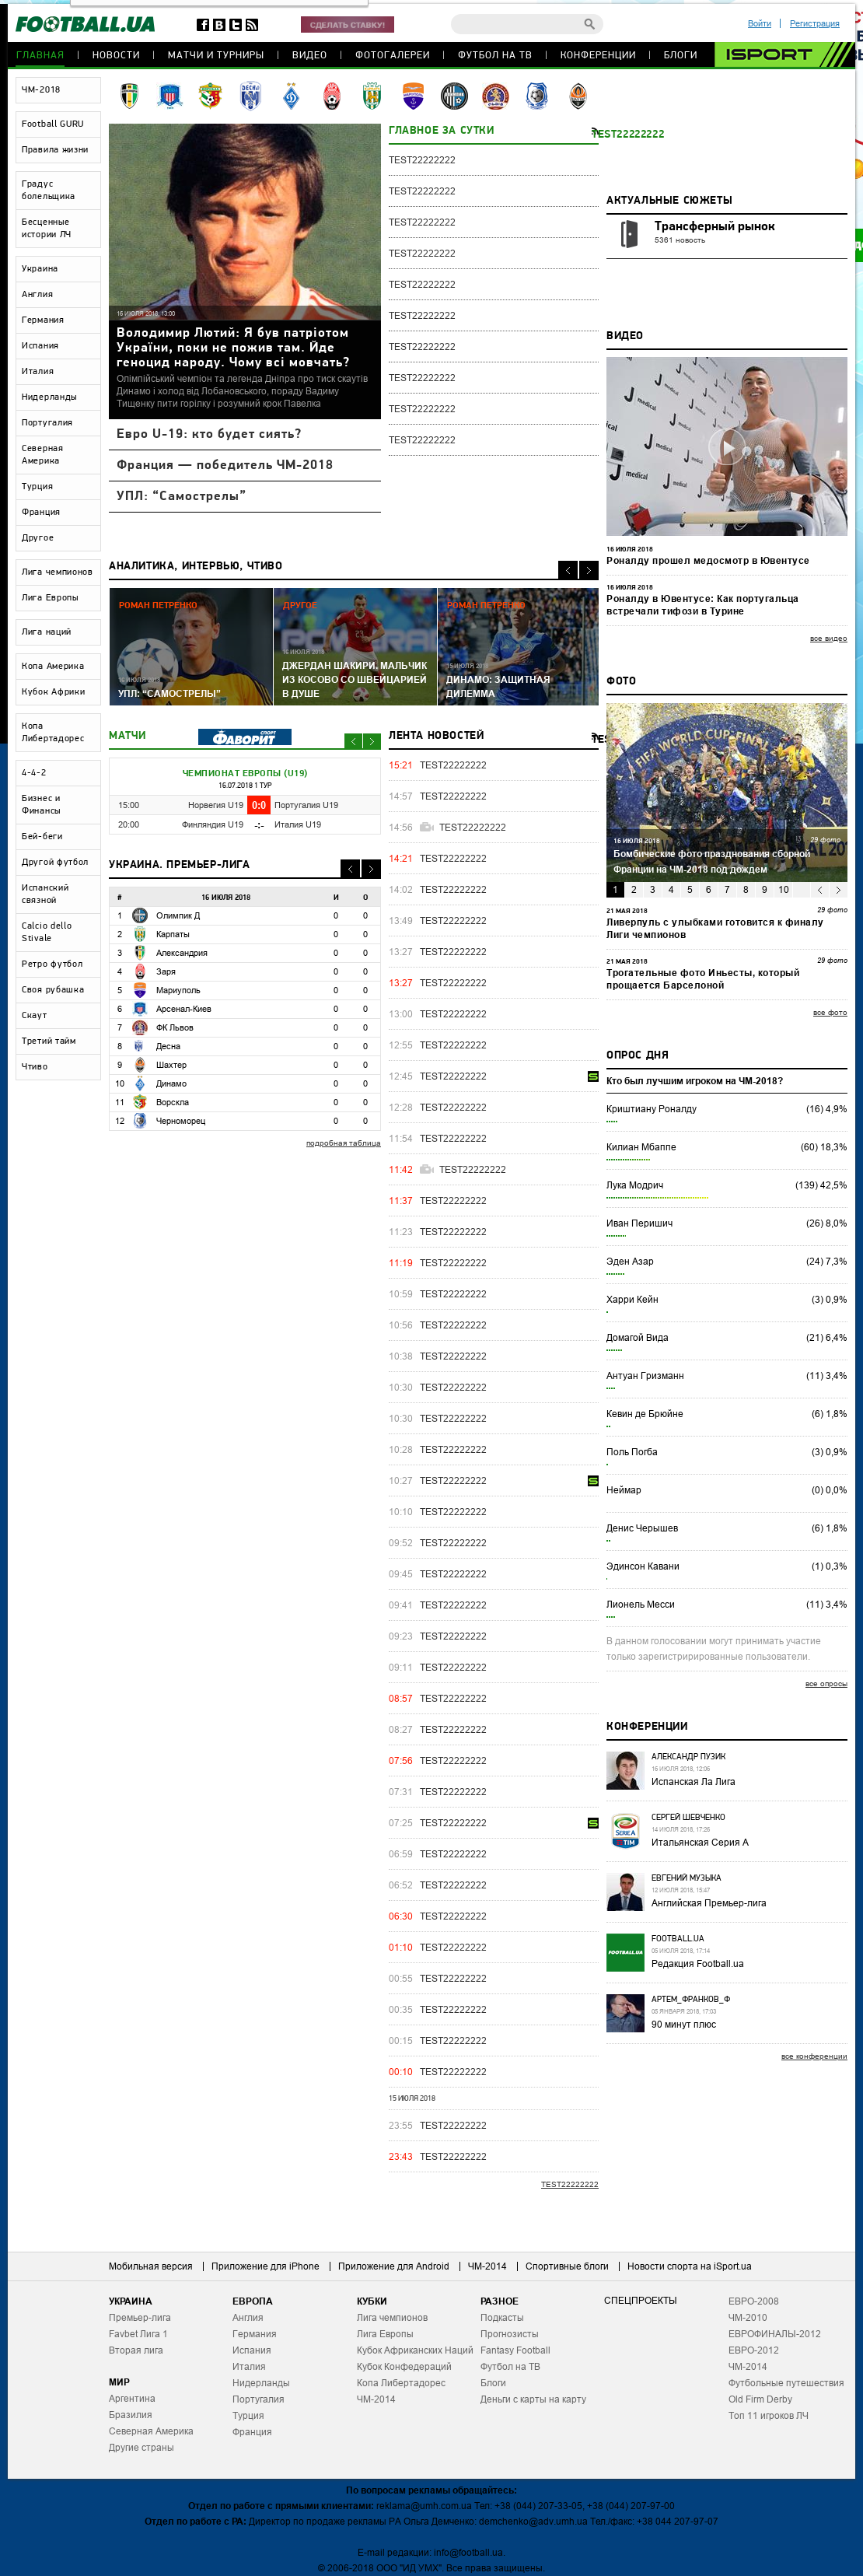 FOOTBALL.UA
СДЕЛАТЬ СТАВКУ!
Войти | Регистрация
ГЛАВНАЯ | НОВОСТИ | МАТЧИ И ТУРНИРЫ | ВИДЕО | ФОТОГАЛЕРЕИ | ФУТБОЛ НА ТВ | КОНФЕРЕНЦИИ | БЛОГИ
ISPORT
ЧМ-2018
Football GURU
Правила жизни
Градус
болельщика
Бесценные
истории ЛЧ
Украина
Англия
Германия
Испания
Италия
Нидерланды
Португалия
Северная
Америка
Турция
Франция
Другое
Лига чемпионов
Лига Европы
Лига наций
Копа Америка
Кубок Африки
Копа
Либертадорес
4-4-2
Бизнес и
Финансы
Бей-беги
Другой футбол
Испанский
связной
Calcio dello
Stivale
Ретро футбол
Своя рубашка
Скаут
Третий тайм
Чтиво
16 ИЮЛЯ 2018, 13:00
Володимир Лютий: Я був патріотом
України, поки не пожив там. Йде
геноцид народу. Чому всі мовчать?
Олімпійський чемпіон та легенда Дніпра про тиск скаутів
Динамо і холод від Лобановського, пораду Вадиму
Тищенку пити горілку і розумний крок Павелка
Евро U-19: кто будет сиять?
Франция — победитель ЧМ-2018
УПЛ: “Самострелы”
ГЛАВНОЕ ЗА СУТКИ
TEST22222222
TEST22222222
TEST22222222
TEST22222222
TEST22222222
TEST22222222
TEST22222222
TEST22222222
TEST22222222
TEST22222222
TEST22222222
АНАЛИТИКА, ИНТЕРВЬЮ, ЧТИВО
РОМАН ПЕТРЕНКО
16 ИЮЛЯ 2018
УПЛ: “САМОСТРЕЛЫ”
ДРУГОЕ
16 ИЮЛЯ 2018
ДЖЕРДАН ШАКИРИ. МАЛЬЧИК
ИЗ КОСОВО СО ШВЕЙЦАРИЕЙ
В ДУШЕ
РОМАН ПЕТРЕНКО
15 ИЮЛЯ 2018
ДИНАМО: ЗАЩИТНАЯ
ДИЛЕММА
МАТЧИ
ФАВОРИТ СПОРТ
ЧЕМПИОНАТ ЕВРОПЫ (U19)
16.07.2018 1 ТУР
15:00 Норвегия U19 0:0 Португалия U19
20:00 Финляндия U19 -:- Италия U19
УКРАИНА. ПРЕМЬЕР-ЛИГА
# 16 ИЮЛЯ 2018 И О
1 Олимпик Д 0 0
2 Карпаты 0 0
3 Александрия 0 0
4 Заря 0 0
5 Мариуполь 0 0
6 Арсенал-Киев 0 0
7 ФК Львов 0 0
8 Десна 0 0
9 Шахтер 0 0
10 Динамо 0 0
11 Ворскла 0 0
12 Черноморец 0 0
подробная таблица
ЛЕНТА НОВОСТЕЙ
15:21 TEST22222222
14:57 TEST22222222
14:56 TEST22222222
14:21 TEST22222222
14:02 TEST22222222
13:49 TEST22222222
13:27 TEST22222222
13:27 TEST22222222
13:00 TEST22222222
12:55 TEST22222222
12:45 TEST22222222
12:28 TEST22222222
11:54 TEST22222222
11:42 TEST22222222
11:37 TEST22222222
11:23 TEST22222222
11:19 TEST22222222
10:59 TEST22222222
10:56 TEST22222222
10:38 TEST22222222
10:30 TEST22222222
10:30 TEST22222222
10:28 TEST22222222
10:27 TEST22222222
10:10 TEST22222222
09:52 TEST22222222
09:45 TEST22222222
09:41 TEST22222222
09:23 TEST22222222
09:11 TEST22222222
08:57 TEST22222222
08:27 TEST22222222
07:56 TEST22222222
07:31 TEST22222222
07:25 TEST22222222
06:59 TEST22222222
06:52 TEST22222222
06:30 TEST22222222
01:10 TEST22222222
00:55 TEST22222222
00:35 TEST22222222
00:15 TEST22222222
00:10 TEST22222222
15 ИЮЛЯ 2018
23:55 TEST22222222
23:43 TEST22222222
TEST22222222
АКТУАЛЬНЫЕ СЮЖЕТЫ
Трансферный рынок
5361 новость
ВИДЕО
16 ИЮЛЯ 2018
Роналду прошел медосмотр в Ювентусе
16 ИЮЛЯ 2018
Роналду в Ювентусе: Как португальца
встречали тифози в Турине
все видео
ФОТО
16 ИЮЛЯ 2018 29 фото
Бомбические фото празднования сборной
Франции на ЧМ-2018 под дождем
1 2 3 4 5 6 7 8 9 10
21 МАЯ 2018 29 фото
Ливерпуль с улыбками готовится к финалу
Лиги чемпионов
21 МАЯ 2018 29 фото
Трогательные фото Иньесты, который
прощается Барселоной
все фото
ОПРОС ДНЯ
Кто был лучшим игроком на ЧМ-2018?
Криштиану Роналду (16) 4,9%
Килиан Мбаппе (60) 18,3%
Лука Модрич (139) 42,5%
Иван Перишич (26) 8,0%
Эден Азар (24) 7,3%
Харри Кейн (3) 0,9%
Домагой Вида (21) 6,4%
Антуан Гризманн (11) 3,4%
Кевин де Брюйне (6) 1,8%
Поль Погба (3) 0,9%
Неймар (0) 0,0%
Денис Черышев (6) 1,8%
Эдинсон Кавани (1) 0,3%
Лионель Месси (11) 3,4%
В данном голосовании могут принимать участие
только зарегистрированные пользователи.
все опросы
КОНФЕРЕНЦИИ
АЛЕКСАНДР ПУЗИК
16 ИЮЛЯ 2018, 12:06
Испанская Ла Лига
СЕРГЕЙ ШЕВЧЕНКО
14 ИЮЛЯ 2018, 17:26
Итальянская Серия А
ЕВГЕНИЙ МУЗЫКА
12 ИЮЛЯ 2018, 15:47
Английская Премьер-лига
FOOTBALL.UA
05 ИЮЛЯ 2018, 17:14
Редакция Football.ua
АРТЕМ_ФРАНКОВ_Ф
05 ЯНВАРЯ 2018, 17:03
90 минут плюс
все конференции
Мобильная версия | Приложение для iPhone | Приложение для Android | ЧМ-2014 | Спортивные блоги | Новости спорта на iSport.ua
УКРАИНА
Премьер-лига
Favbet Лига 1
Вторая лига
МИР
Аргентина
Бразилия
Северная Америка
Другие страны
ЕВРОПА
Англия
Германия
Испания
Италия
Нидерланды
Португалия
Турция
Франция
КУБКИ
Лига чемпионов
Лига Европы
Кубок Африканских Наций
Кубок Конфедераций
Копа Либертадорес
ЧМ-2014
РАЗНОЕ
Подкасты
Прогнозисты
Fantasy Football
Футбол на ТВ
Блоги
Деньги с карты на карту
СПЕЦПРОЕКТЫ
ЕВРО-2008
ЧМ-2010
ЕВРОФИНАЛЫ-2012
ЕВРО-2012
ЧМ-2014
Футбольные путешествия
Old Firm Derby
Топ 11 игроков ЛЧ
По вопросам рекламы обращайтесь:
Отдел по работе с прямыми клиентами: reklama@umh.com.ua Тел: +38 (044) 207-33-05, +38 (044) 207-97-00
Отдел по работе с РА: Директор по продаже рекламы РА Ольга Демченко: demchenko@adv.umh.ua Тел./факс: +38 044 207-97-07
E-mail редакции: info@football.ua.
© 2006-2018 ООО "ИД УМХ". Все права защищены.